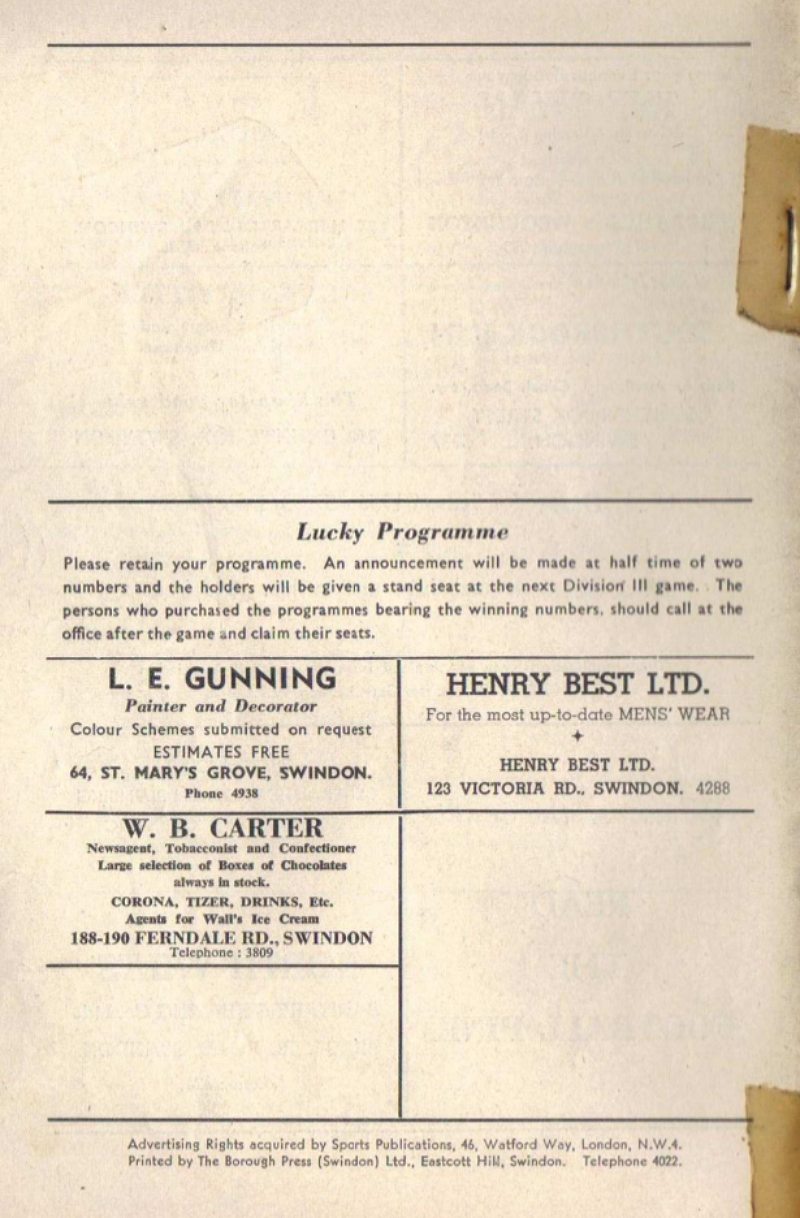 Lucky Programme
Please retain your programme. An announcement will be made at half time of two
numbers and the holders will be given a stand seat at the next Division III game. The
persons who purchased the programmes bearing the winning numbers, should call at the
office after the game and claim their seats.
L. E. GUNNING
Painter and Decorator
Colour Schemes submitted on request
ESTIMATES FREE
64, ST. MARY'S GROVE, SWINDON.
Phone 4938
HENRY BEST LTD.
For the most up-to-date MENS' WEAR
HENRY BEST LTD.
123 VICTORIA RD., SWINDON. 4288
W. B. CARTER
Newsagent, Tobacconist and Confectioner
Large selection of Boxes of Chocolates
always in stock.
CORONA, TIZER, DRINKS, Etc.
Agents for Wall's Ice Cream
188-190 FERNDALE RD., SWINDON
Telephone : 3809
Advertising Rights acquired by Sports Publications, 46, Watford Way, London, N.W.4.
Printed by The Borough Press (Swindon) Ltd., Eastcott Hill, Swindon. Telephone 4022.